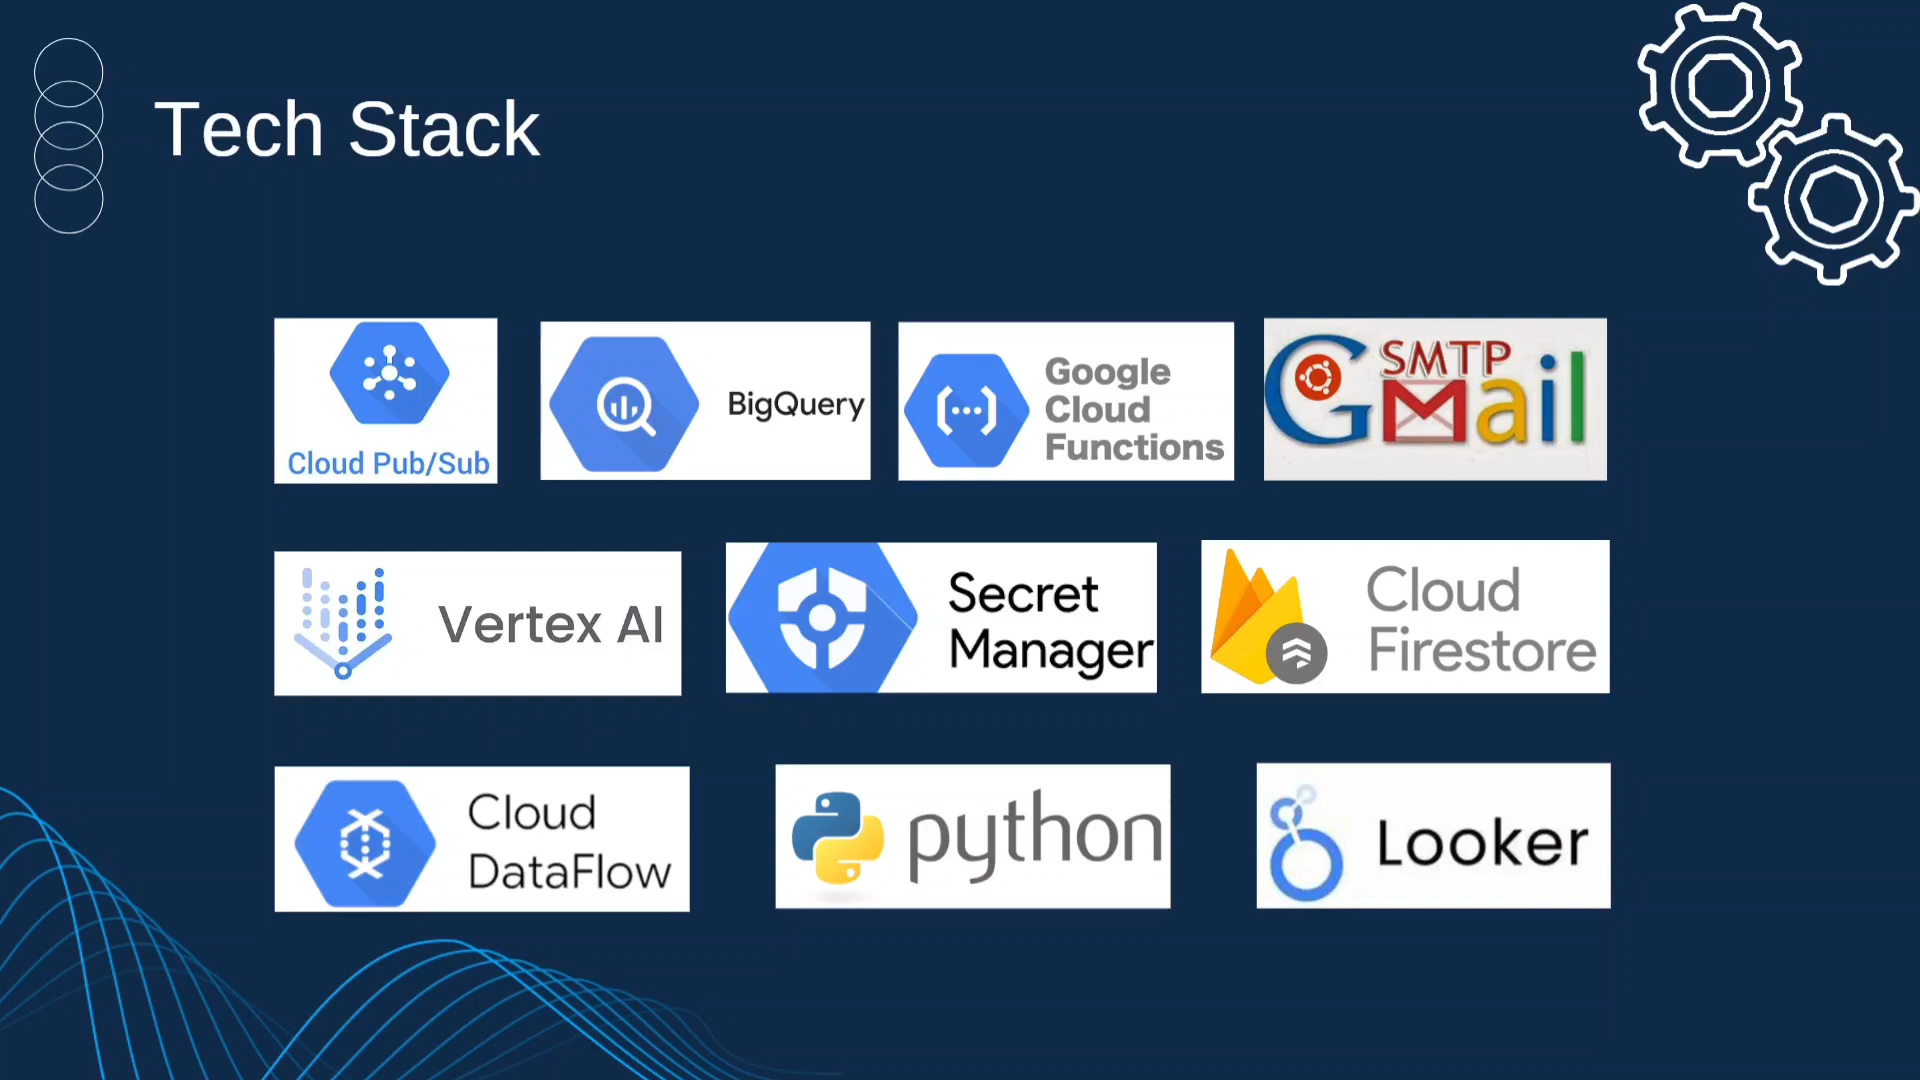 Tech Stack
Cloud Pub/Sub
BigQuery
Google
Cloud
Functions
SMTP
GMail
Vertex AI
Secret
Manager
Cloud
Firestore
Cloud
DataFlow
python
Looker